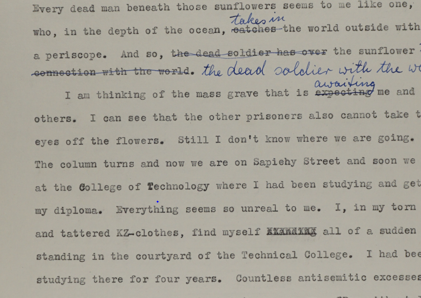 Every dead man beneath those sunflowers seems to me like one,
takes in
who, in the depth of the ocean, catches the world outside with
a periscope. And so, the dead soldier has over the sunflower
connection with the world. the dead soldier with the wo
awaiting
I am thinking of the mass grave that is expecting me and
others. I can see that the other prisoners also cannot take t
eyes off the flowers. Still I don't know where we are going.
The column turns and now we are on Sapiehy Street and soon we
at the College of Technology where I had been studying and get
my diploma. Everything seems so unreal to me. I, in my torn
and tattered KZ-clothes, find myself all of a sudden
standing in the courtyard of the Technical College. I had bee
studying there for four years. Countless antisemitic excesses